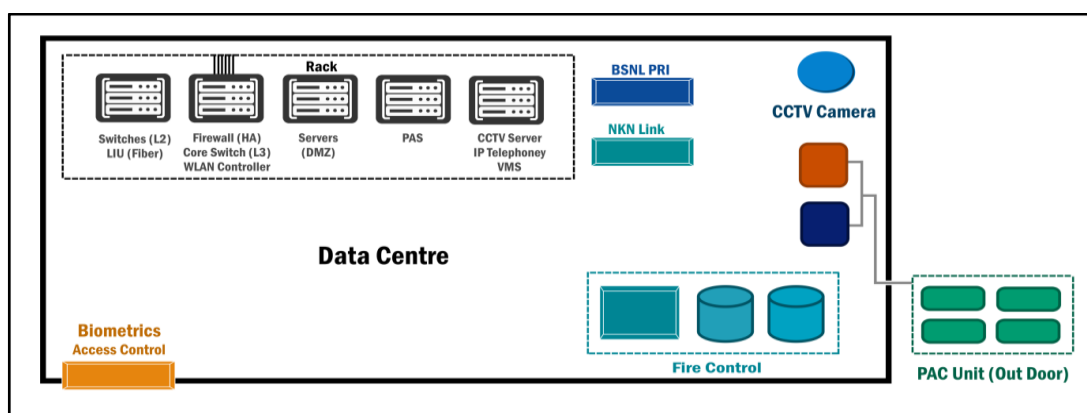 Rack
Switches (L2)
LIU (Fiber)
Firewall (HA)
Core Switch (L3)
WLAN Controller
Servers
(DMZ)
PAS
CCTV Server
IP Telephoney
VMS
BSNL PRI
NKN Link
CCTV Camera
Data Centre
Biometrics
Access Control
Fire Control
PAC Unit (Out Door)